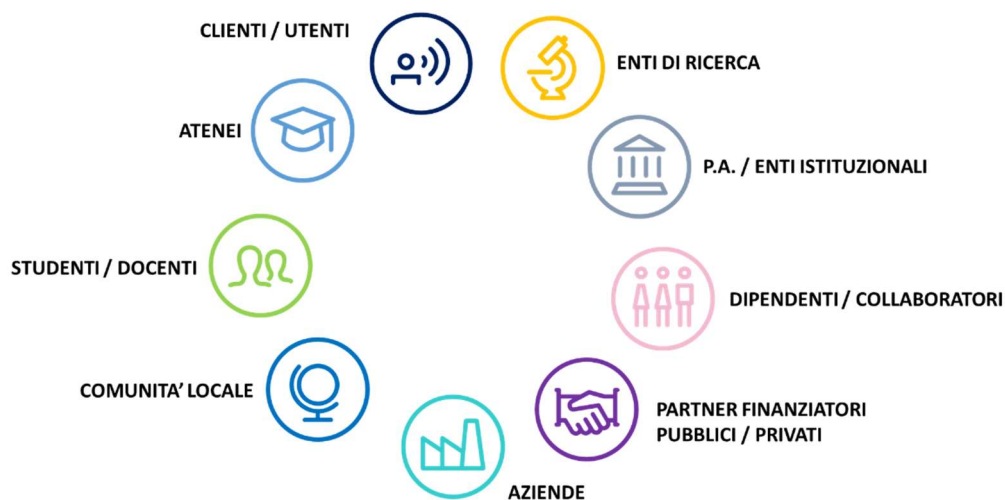 CLIENTI / UTENTI
ENTI DI RICERCA
ATENEI
P.A. / ENTI ISTITUZIONALI
STUDENTI / DOCENTI
DIPENDENTI / COLLABORATORI
COMUNITA' LOCALE
PARTNER FINANZIATORI
PUBBLICI / PRIVATI
AZIENDE